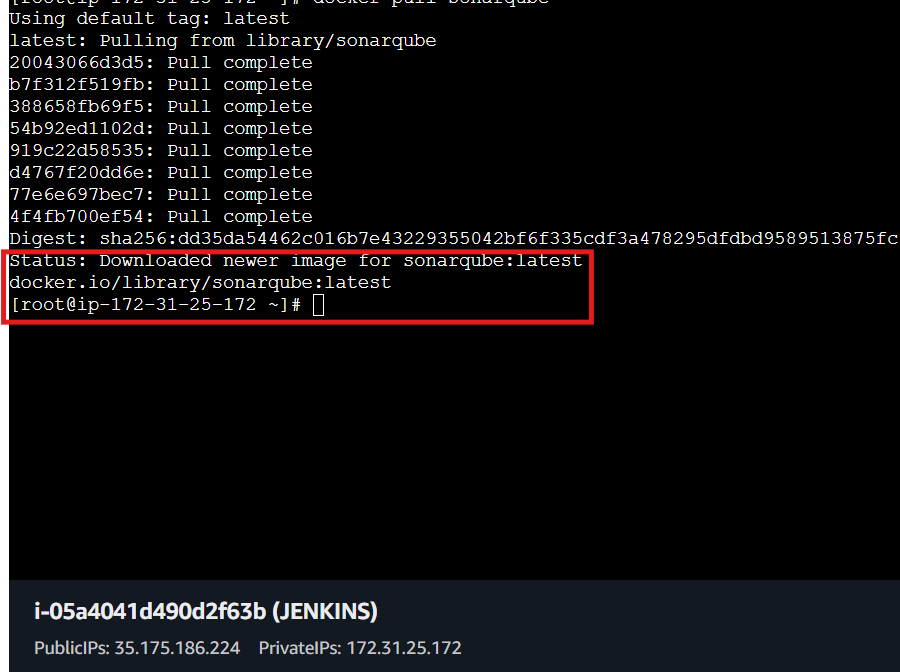 [root@ip-172-31-25-172 ~]# docker pull sonarqube
Using default tag: latest
latest: Pulling from library/sonarqube
20043066d3d5: Pull complete
b7f312f519fb: Pull complete
388658fb69f5: Pull complete
54b92ed1102d: Pull complete
919c22d58535: Pull complete
d4767f20dd6e: Pull complete
77e6e697bec7: Pull complete
4f4fb700ef54: Pull complete
Digest: sha256:dd35da54462c016b7e43229355042bf6f335cdf3a478295dfdbd9589513875fc
Status: Downloaded newer image for sonarqube:latest
docker.io/library/sonarqube:latest
[root@ip-172-31-25-172 ~]#
i-05a4041d490d2f63b (JENKINS)
PublicIPs: 35.175.186.224 PrivateIPs: 172.31.25.172